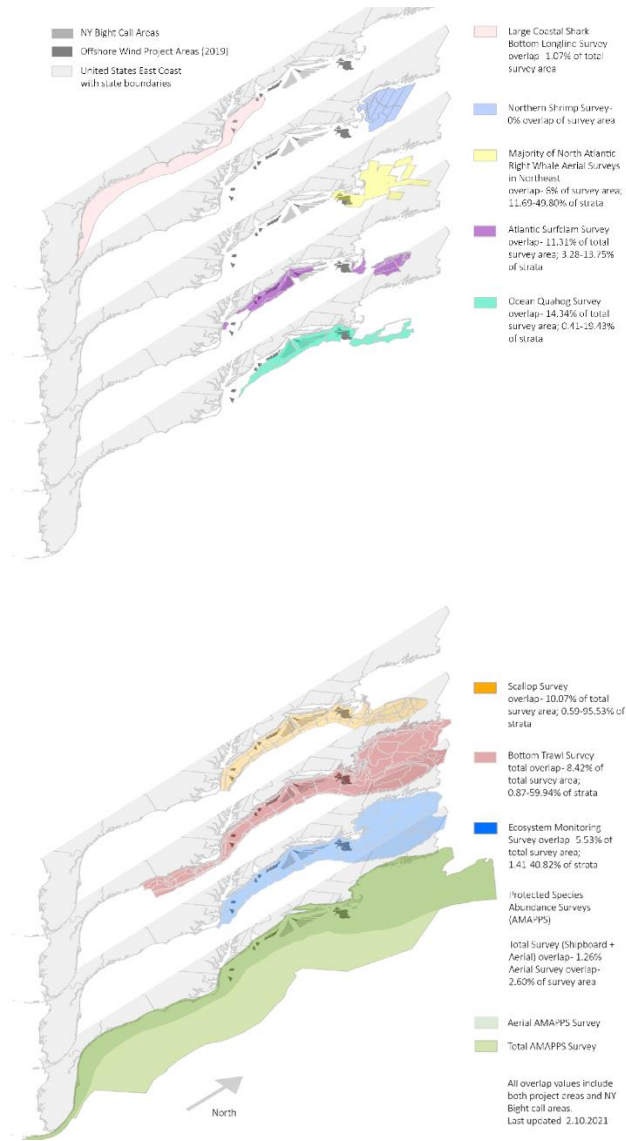 NY Bight Call Areas
Offshore Wind Project Areas (2019)
United States East Coast
with state boundaries
Large Coastal Shark
Bottom Longline Survey
overlap- 1.07% of total
survey area
Northern Shrimp Survey-
0% overlap of survey area
Majority of North Atlantic
Right Whale Aerial Surveys
in Northeast
overlap- 6% of survey area;
11.69-49.80% of strata
Atlantic Surfclam Survey
overlap- 11.31% of total
survey area; 3.28-13.75%
of strata
Ocean Quahog Survey
overlap- 14.34% of total
survey area; 0.41-19.43%
of strata
Scallop Survey
overlap- 10.07% of total
survey area; 0.59-95.53% of
strata
Bottom Trawl Survey
total overlap- 8.42% of
total survey area;
0.87-59.94% of strata
Ecosystem Monitoring
Survey overlap- 5.53% of
total survey area;
1.41-40.82% of strata
Protected Species
Abundance Surveys
(AMAPPS)
Total Survey (Shipboard +
Aerial) overlap- 1.26%
Aerial Survey overlap-
2.60% of survey area
Aerial AMAPPS Survey
Total AMAPPS Survey
North
All overlap values include
both project areas and NY
Bight call areas.
Last updated 2.10.2021